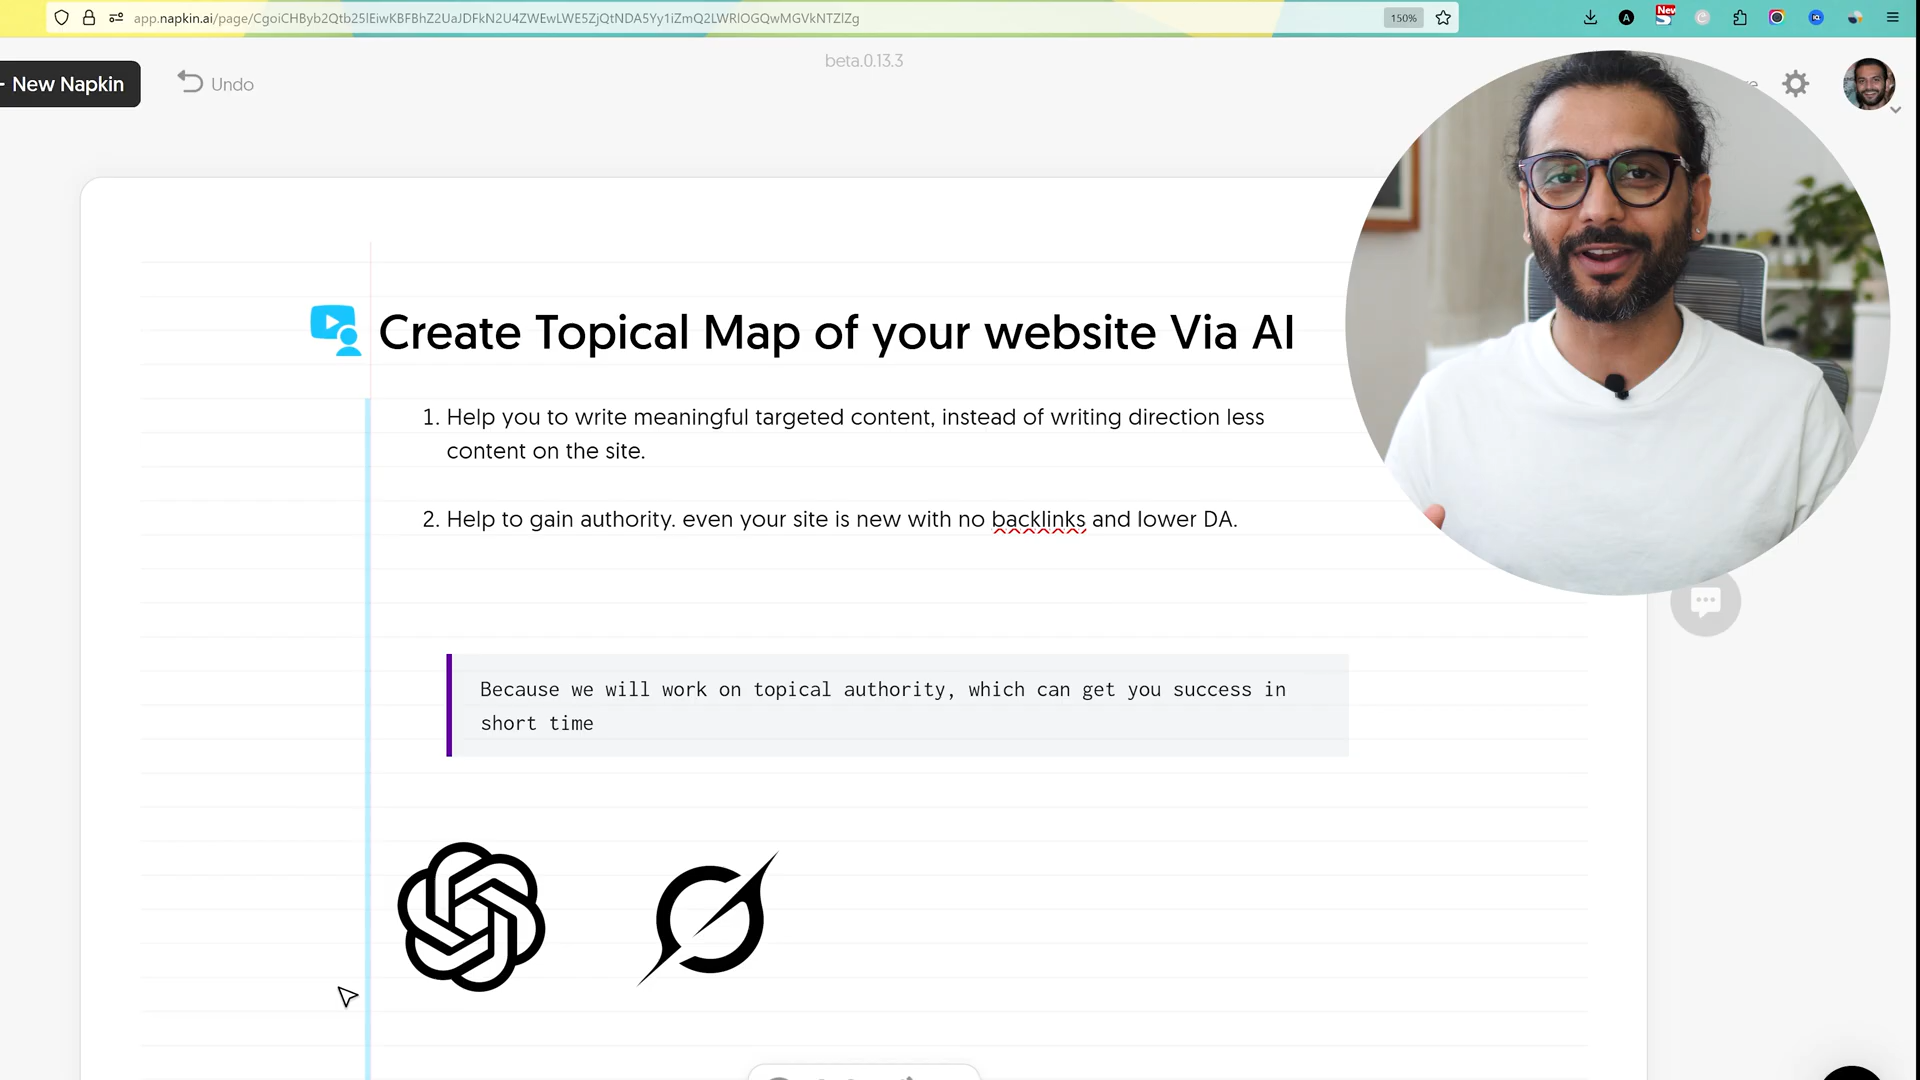 app.napkin.ai/page/CgoiCHByb2Qtb25lEiwKBFBhZ2UaJDFkN2U4ZWEwLWE5ZjQtNDA5Yy1iZmQ2LWRlOGQwMGVkNTZlZg
150%
New
New Napkin
Undo
beta.0.13.3
Create Topical Map of your website Via AI
1. Help you to write meaningful targeted content, instead of writing direction less
content on the site.
2. Help to gain authority. even your site is new with no backlinks and lower DA.
Because we will work on topical authority, which can get you success in
short time